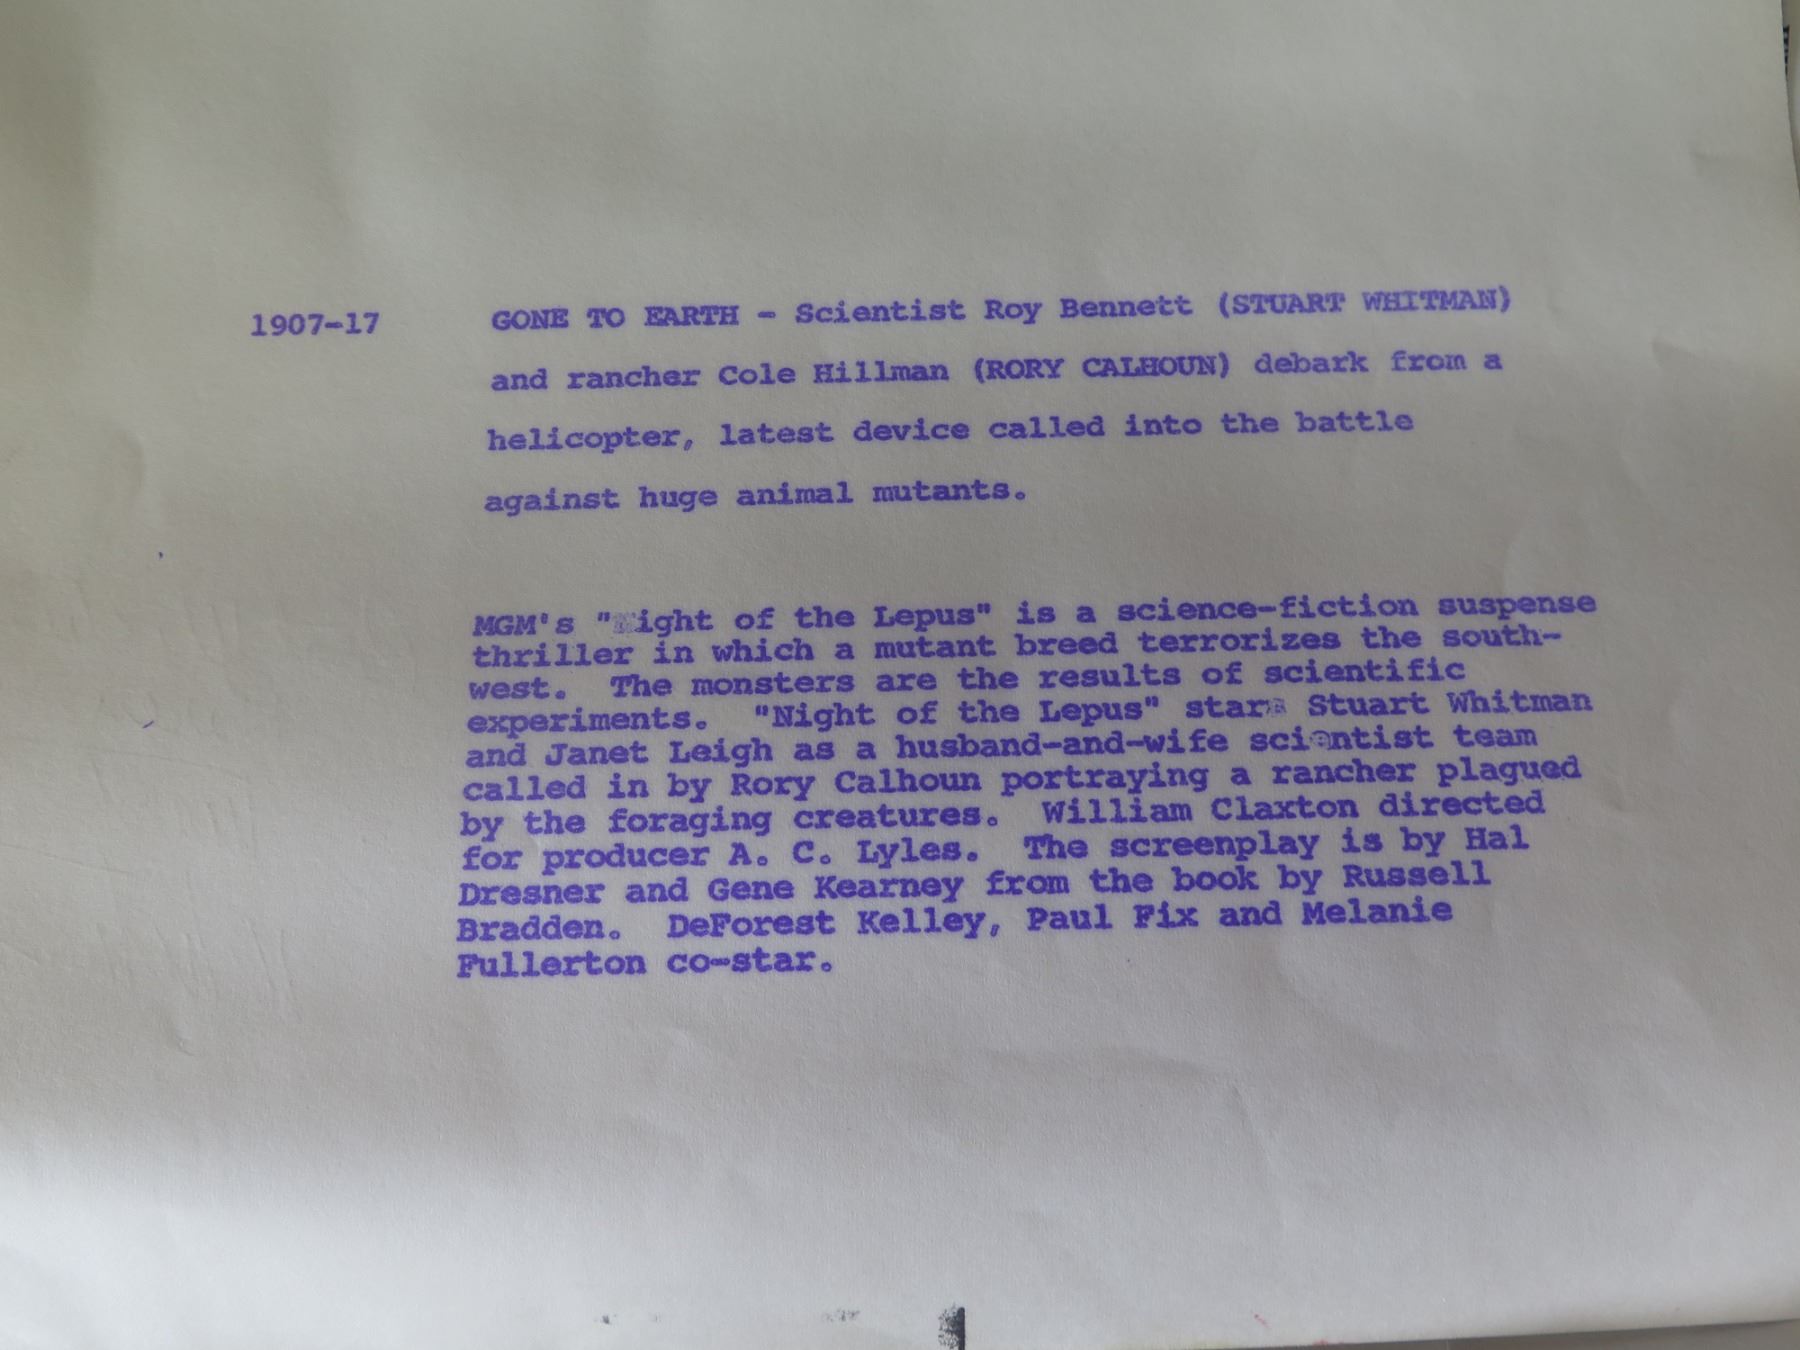 1907-17 GONE TO EARTH - Scientist Roy Bennett (STUART WHITMAN)
and rancher Cole Hillman (RORY CALHOUN) debark from a
helicopter, latest device called into the battle
against huge animal mutants.
MGM's "Night of the Lepus" is a science-fiction suspense
thriller in which a mutant breed terrorizes the south-
west. The monsters are the results of scientific
experiments. "Night of the Lepus" stars Stuart Whitman
and Janet Leigh as a husband-and-wife scientist team
called in by Rory Calhoun portraying a rancher plagued
by the foraging creatures. William Claxton directed
for producer A. C. Lyles. The screenplay is by Hal
Dresner and Gene Kearney from the book by Russell
Bradden. DeForest Kelley, Paul Fix and Melanie
Fullerton co-star.